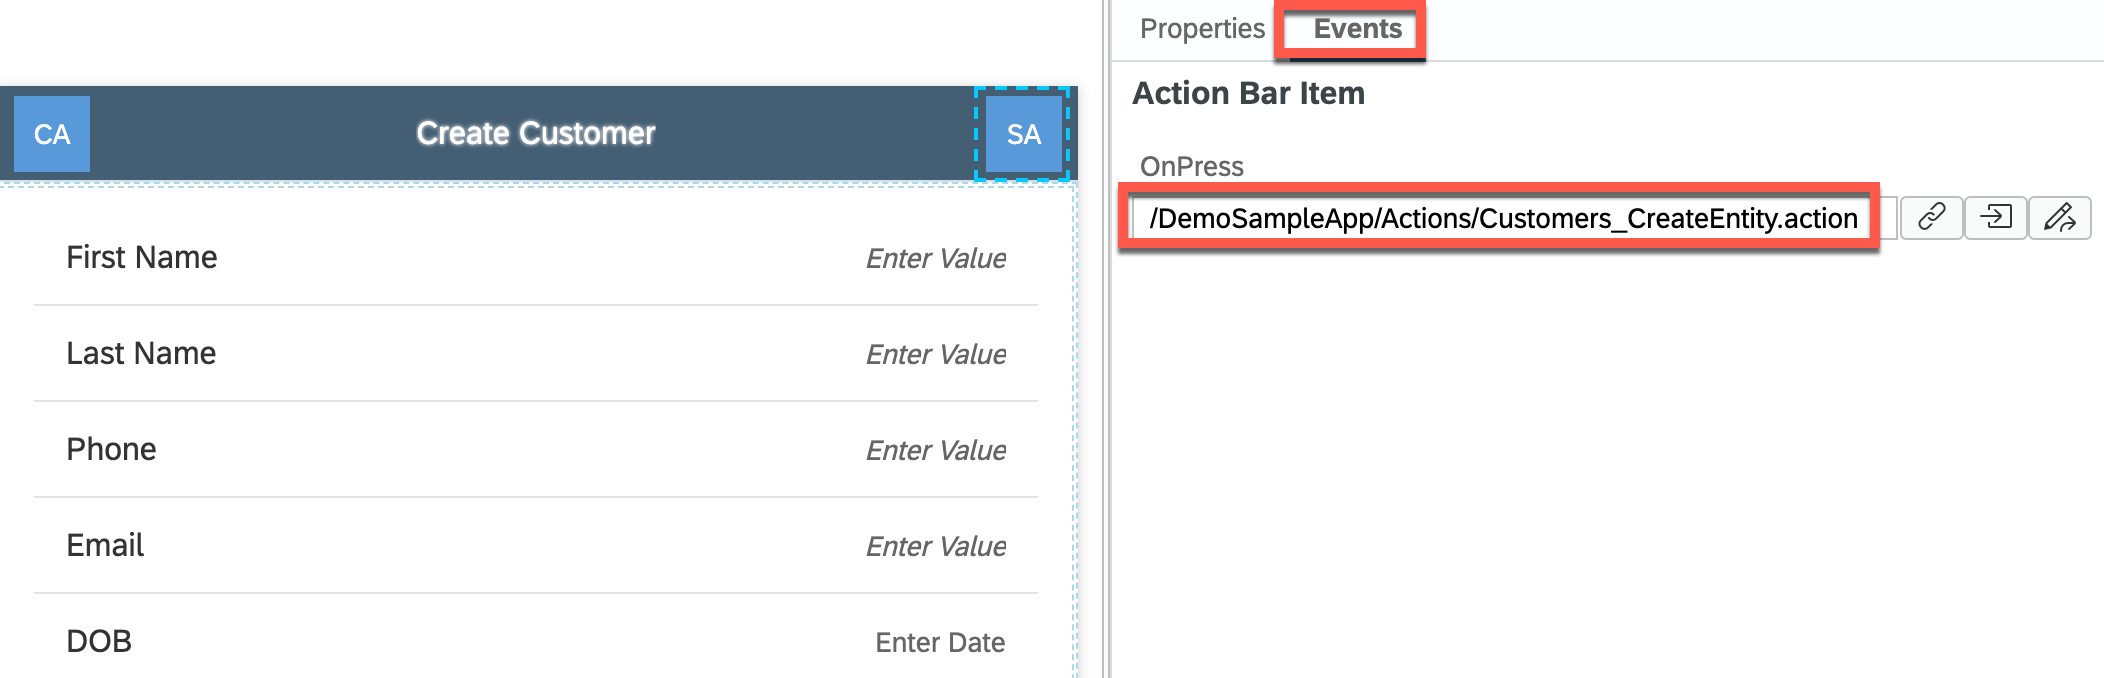 Properties
Events
Action Bar Item
CA
Create Customer
SA
OnPress
/DemoSampleApp/Actions/Customers_CreateEntity.action
First Name
Enter Value
Last Name
Enter Value
Phone
Enter Value
Email
Enter Value
DOB
Enter Date